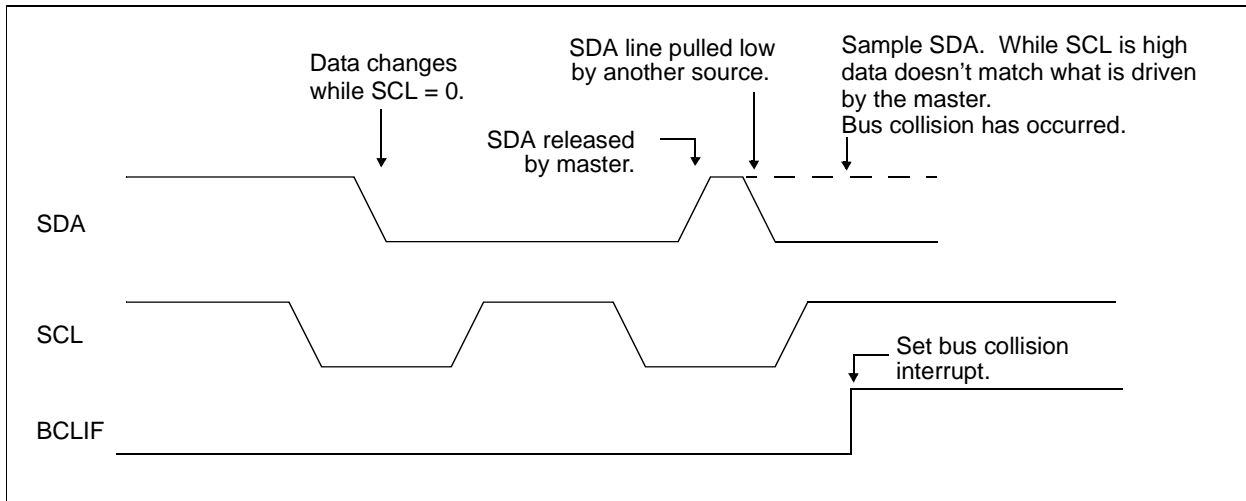 Data changes
while SCL = 0.
SDA line pulled low
by another source.
Sample SDA.  While SCL is high
data doesn't match what is driven
by the master.
Bus collision has occurred.
SDA released
by master.
SDA
SCL
Set bus collision
interrupt.
BCLIF